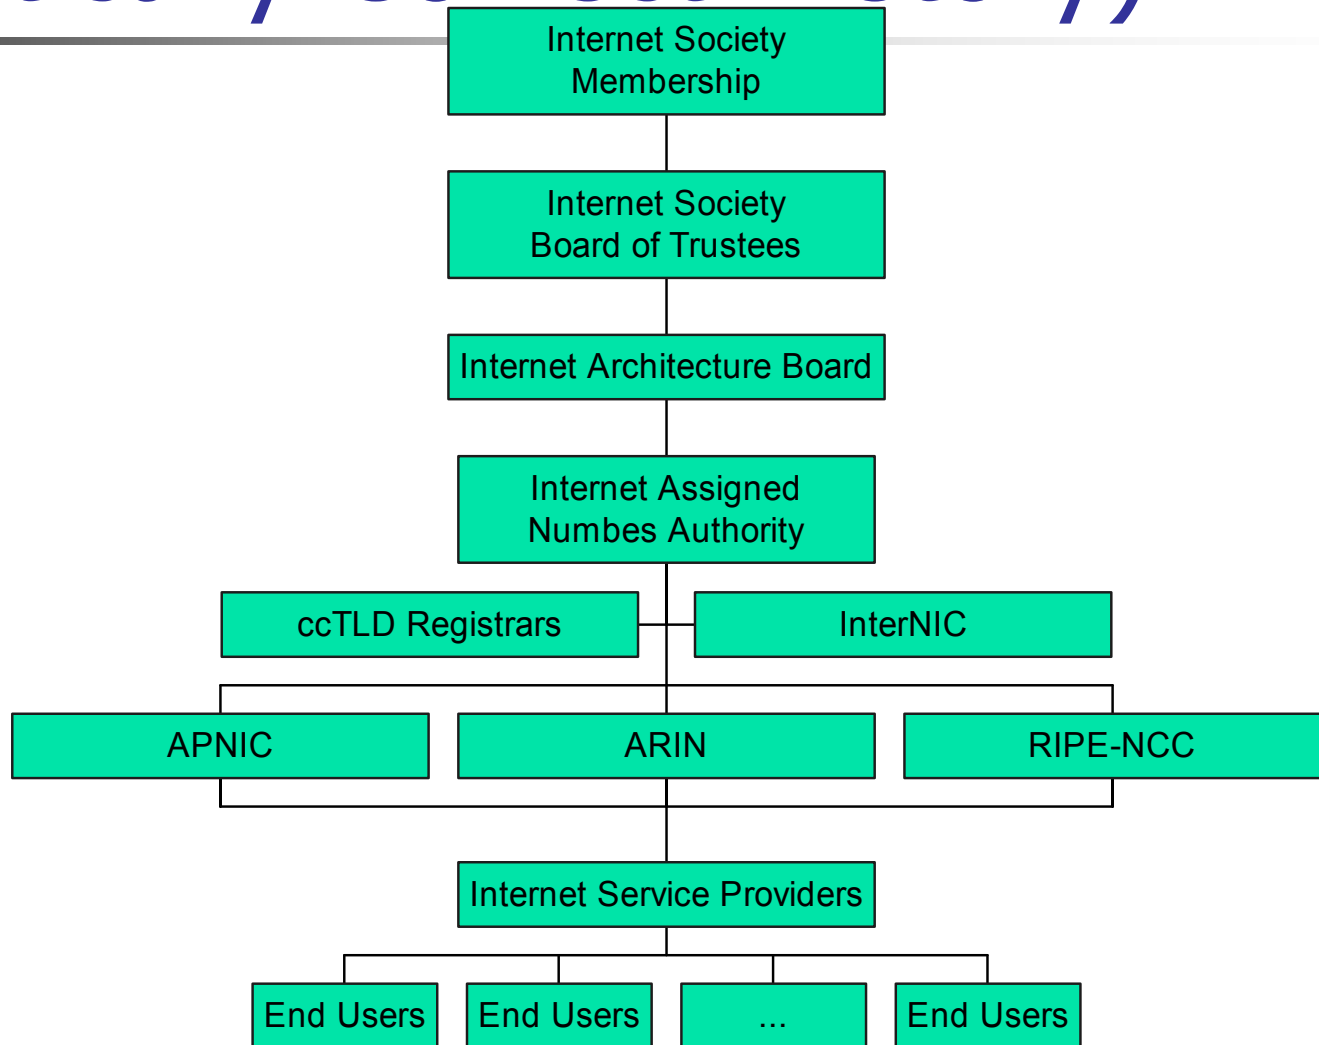 Internet Society
Membership
Internet Society
Board of Trustees
Internet Architecture Board
Internet Assigned
Numbes Authority
ccTLD Registrars
InterNIC
APNIC
ARIN
RIPE-NCC
Internet Service Providers
End Users
End Users
...
End Users